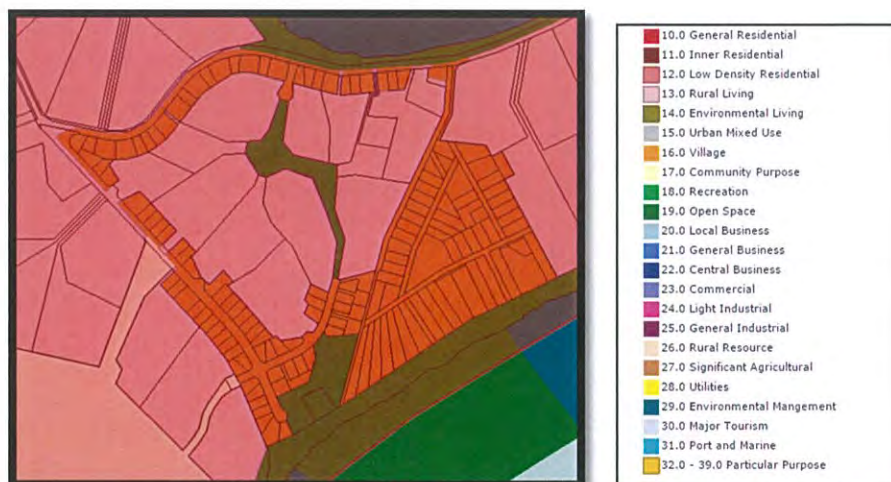 10.0 General Residential
11.0 Inner Residential
12.0 Low Density Residential
13.0 Rural Living
14.0 Environmental Living
15.0 Urban Mixed Use
16.0 Village
17.0 Community Purpose
18.0 Recreation
19.0 Open Space
20.0 Local Business
21.0 General Business
22.0 Central Business
23.0 Commercial
24.0 Light Industrial
25.0 General Industrial
26.0 Rural Resource
27.0 Significant Agricultural
28.0 Utilities
29.0 Environmental Mangement
30.0 Major Tourism
31.0 Port and Marine
32.0 - 39.0 Particular Purpose